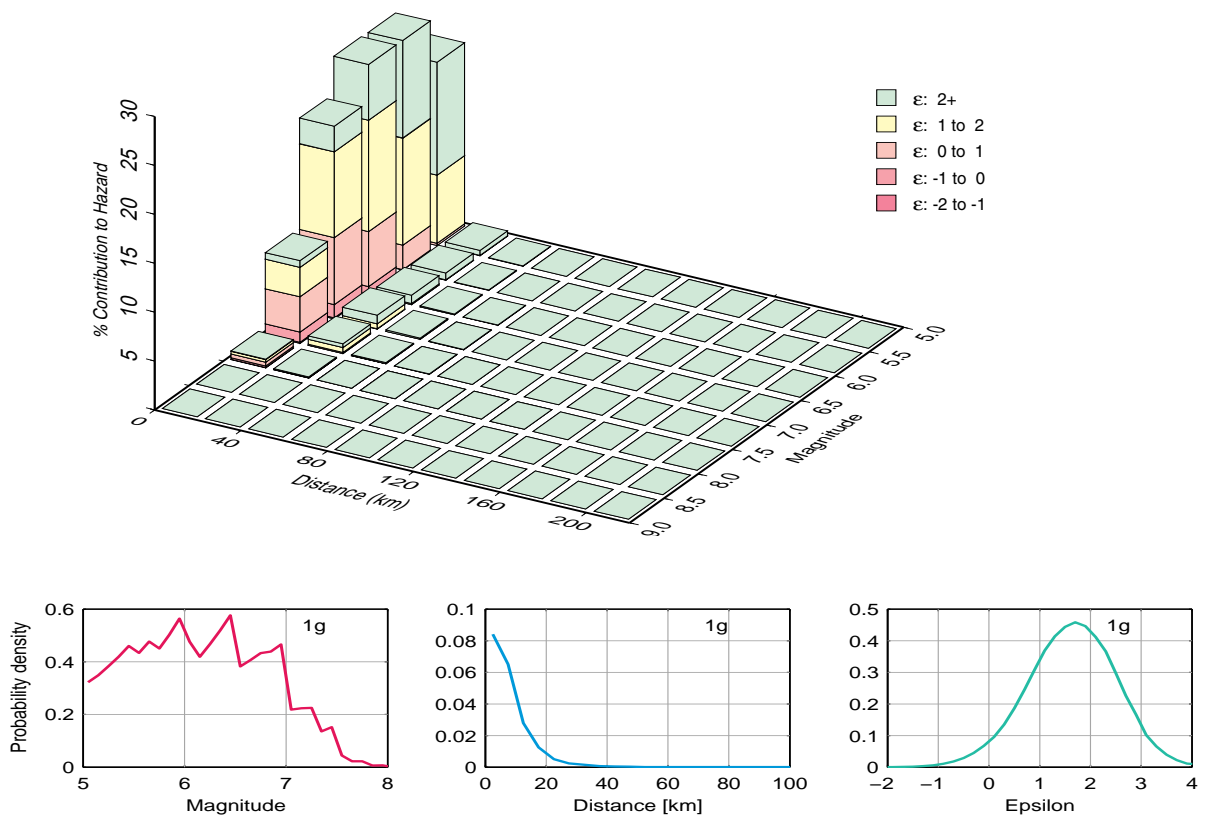 30
25
20
15
10
5
% Contribution to Hazard
0
40
80
120
160
200
Distance (km)
5.0
5.5
6.0
6.5
7.0
7.5
8.0
8.5
9.0
Magnitude
ε: 2+
ε: 1 to 2
ε: 0 to 1
ε: -1 to 0
ε: -2 to -1
Probability density
0.6
0.4
0.2
0
1g
5 6 7 8
Magnitude
0.1
0.08
0.06
0.04
0.02
0
1g
0 20 40 60 80 100
Distance [km]
0.5
0.4
0.3
0.2
0.1
0
1g
−2 −1 0 1 2 3 4
Epsilon